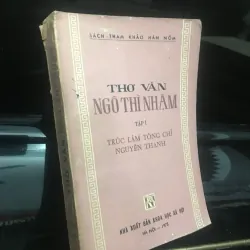 SÁCH THAM KHẢO HÁN NÔM
THƠ VĂN
NGÔ THÌ NHẬM
TẬP I
TRÚC LÂM TÔNG CHỈ
NGUYÊN THANH
NHÀ XUẤT BẢN KHOA HỌC XÃ HỘI